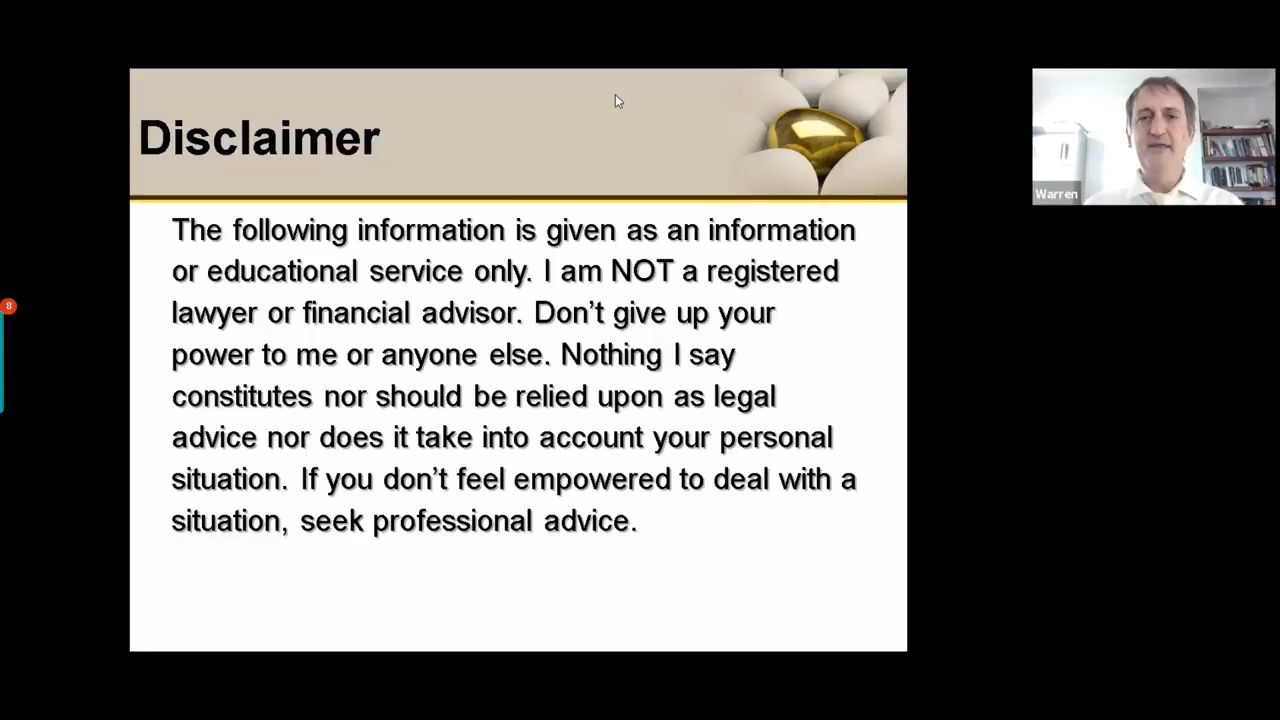 Disclaimer
The following information is given as an information
or educational service only. I am NOT a registered
lawyer or financial advisor. Don’t give up your
power to me or anyone else. Nothing I say
constitutes nor should be relied upon as legal
advice nor does it take into account your personal
situation. If you don’t feel empowered to deal with a
situation, seek professional advice.
Warren
8